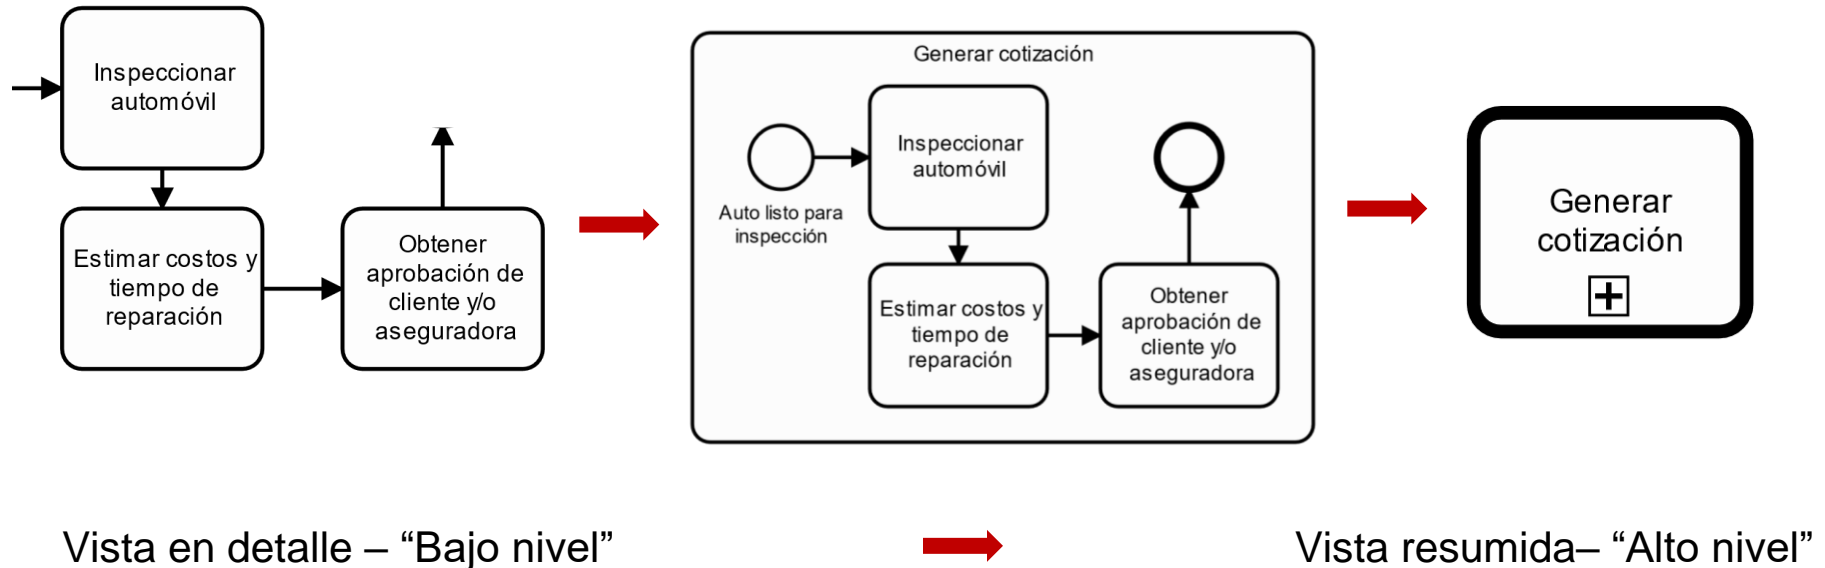 Inspeccionar
automóvil
Estimar costos y
tiempo de
reparación
Obtener
aprobación de
cliente y/o
aseguradora
Generar cotización
Auto listo para
inspección
Inspeccionar
automóvil
Estimar costos y
tiempo de
reparación
Obtener
aprobación de
cliente y/o
aseguradora
Generar
cotización
Vista en detalle – “Bajo nivel”
Vista resumida– “Alto nivel”